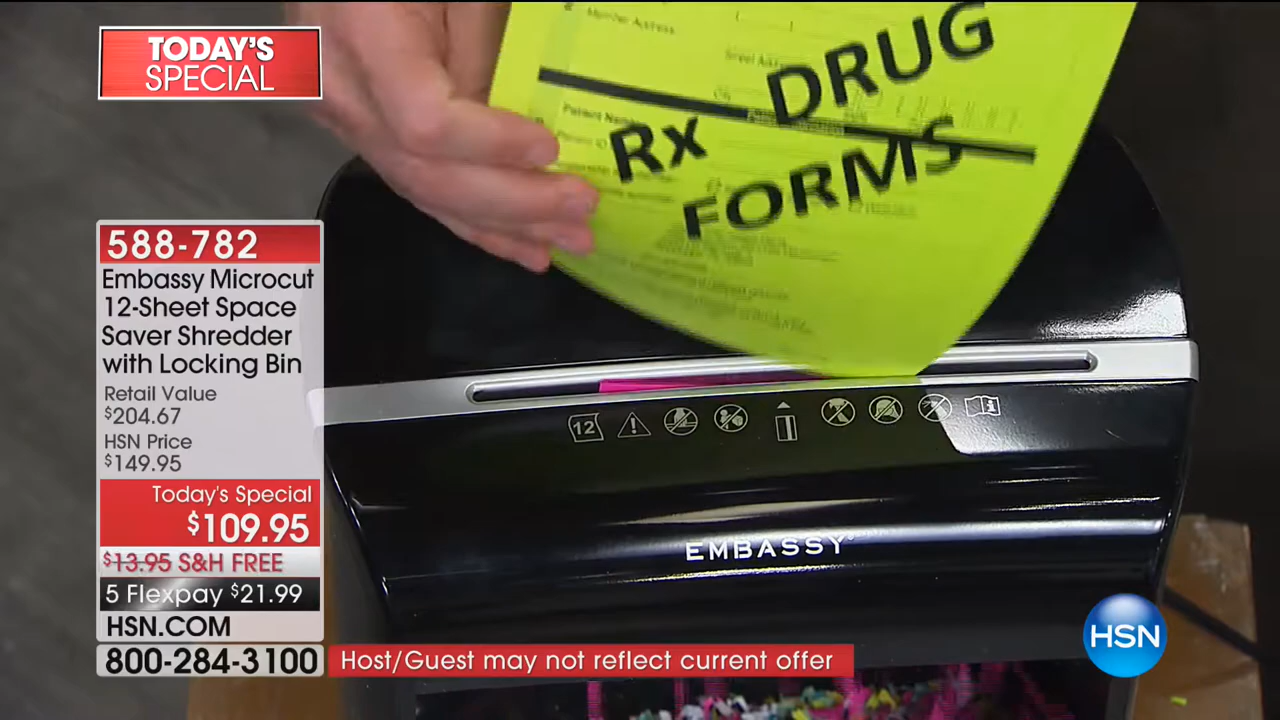 TODAY'S
SPECIAL
Member Address
DRUG
Rx
FORMS
588-782
Embassy Microcut
12-Sheet Space
Saver Shredder
with Locking Bin
Retail Value
$204.67
HSN Price
$149.95
Today's Special
$109.95
$13.95 S&H FREE
5 Flexpay $21.99
HSN.COM
800-284-3100
Host/Guest may not reflect current offer
12
EMBASSY
HSN